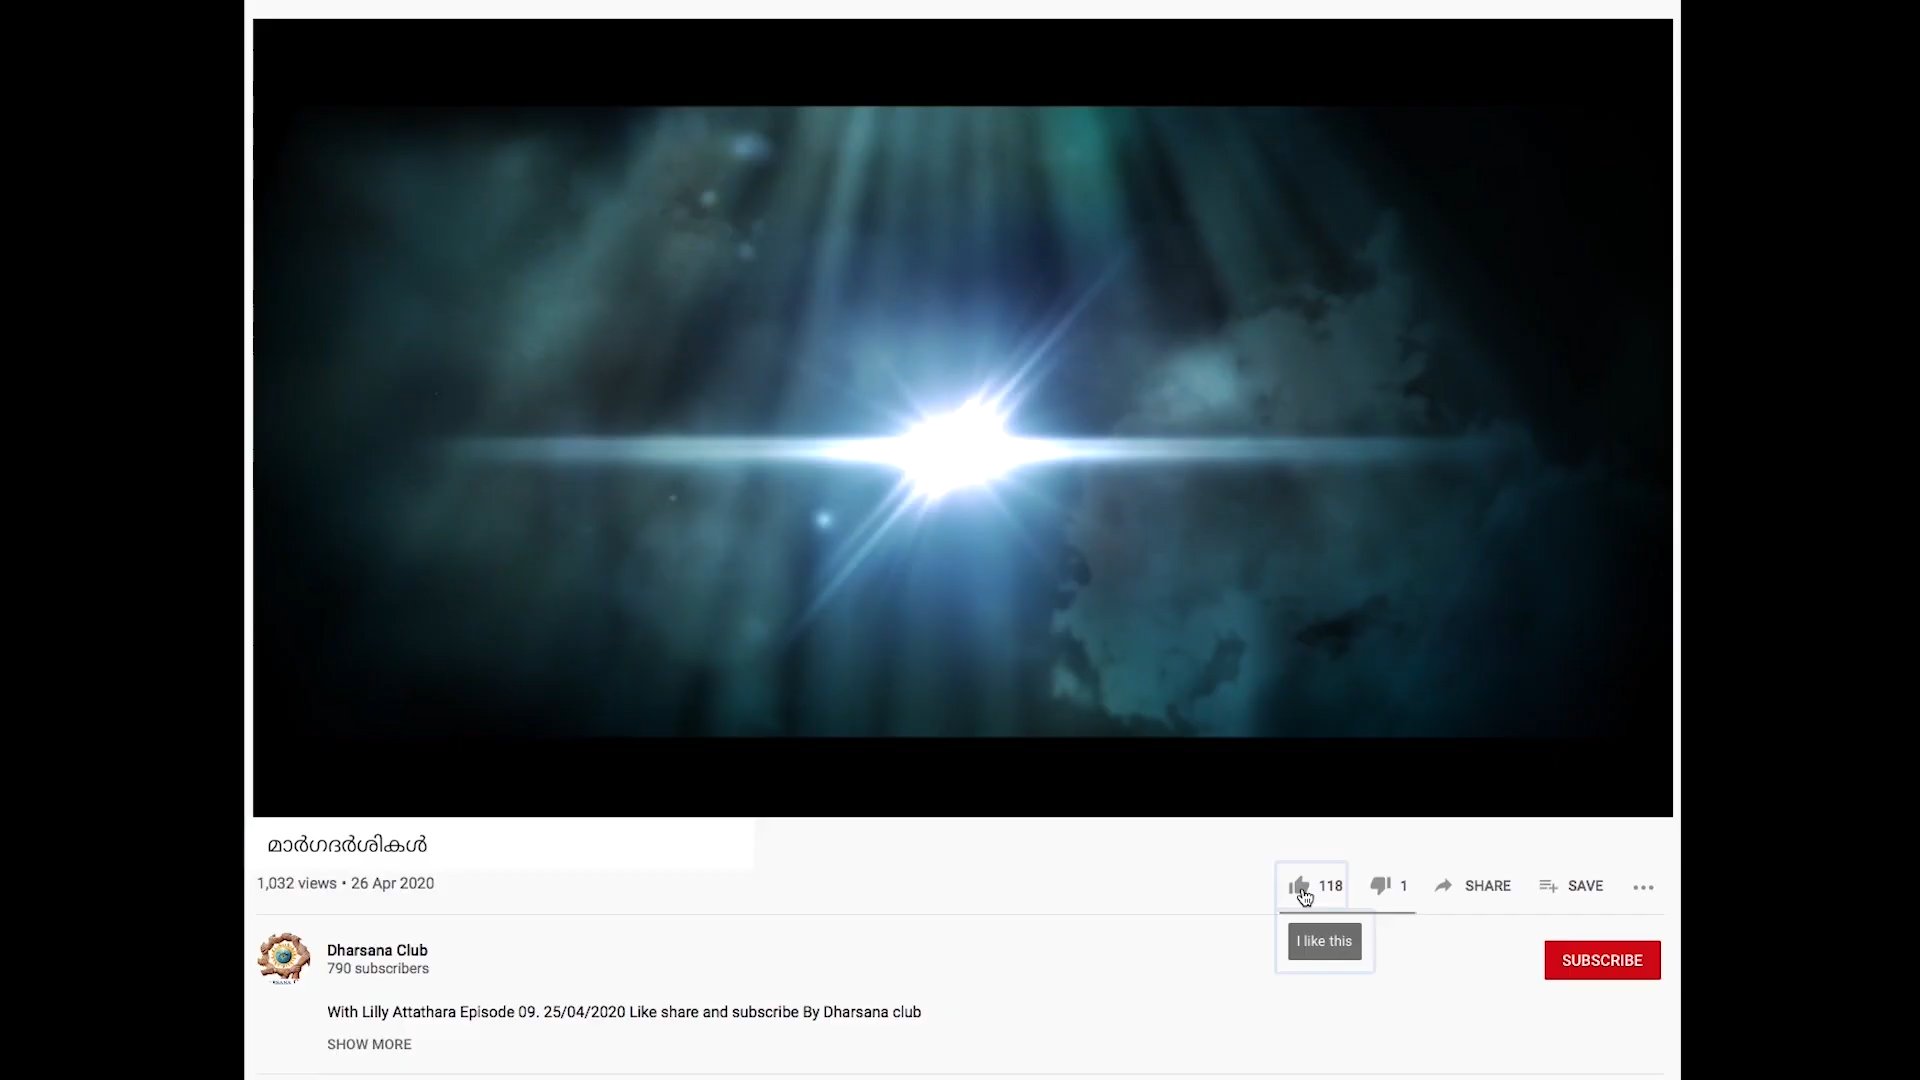 മാർഗദർശികൾ
1,032 views • 26 Apr 2020
118
1
SHARE
SAVE
I like this
Dharsana Club
790 subscribers
SUBSCRIBE
With Lilly Attathara Episode 09. 25/04/2020 Like share and subscribe By Dharsana club
SHOW MORE